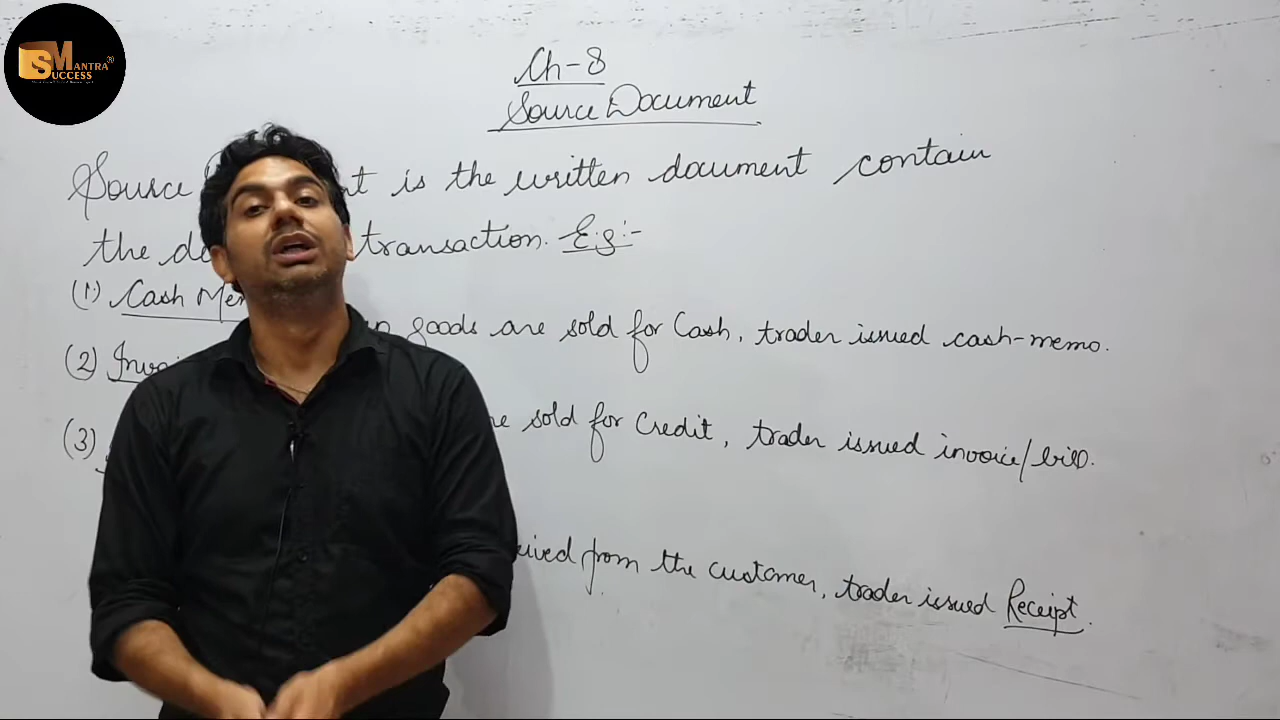 SUCCESS MANTRA®
Ch-8
Source Document
Source is the written document contain
the transaction. E.g:-
(1) Cash
goods are sold for Cash, trader issued cash-memo.
(2)
sold for Credit, trader issued invoice/bill.
(3)
from the customer, trader issued Receipt.